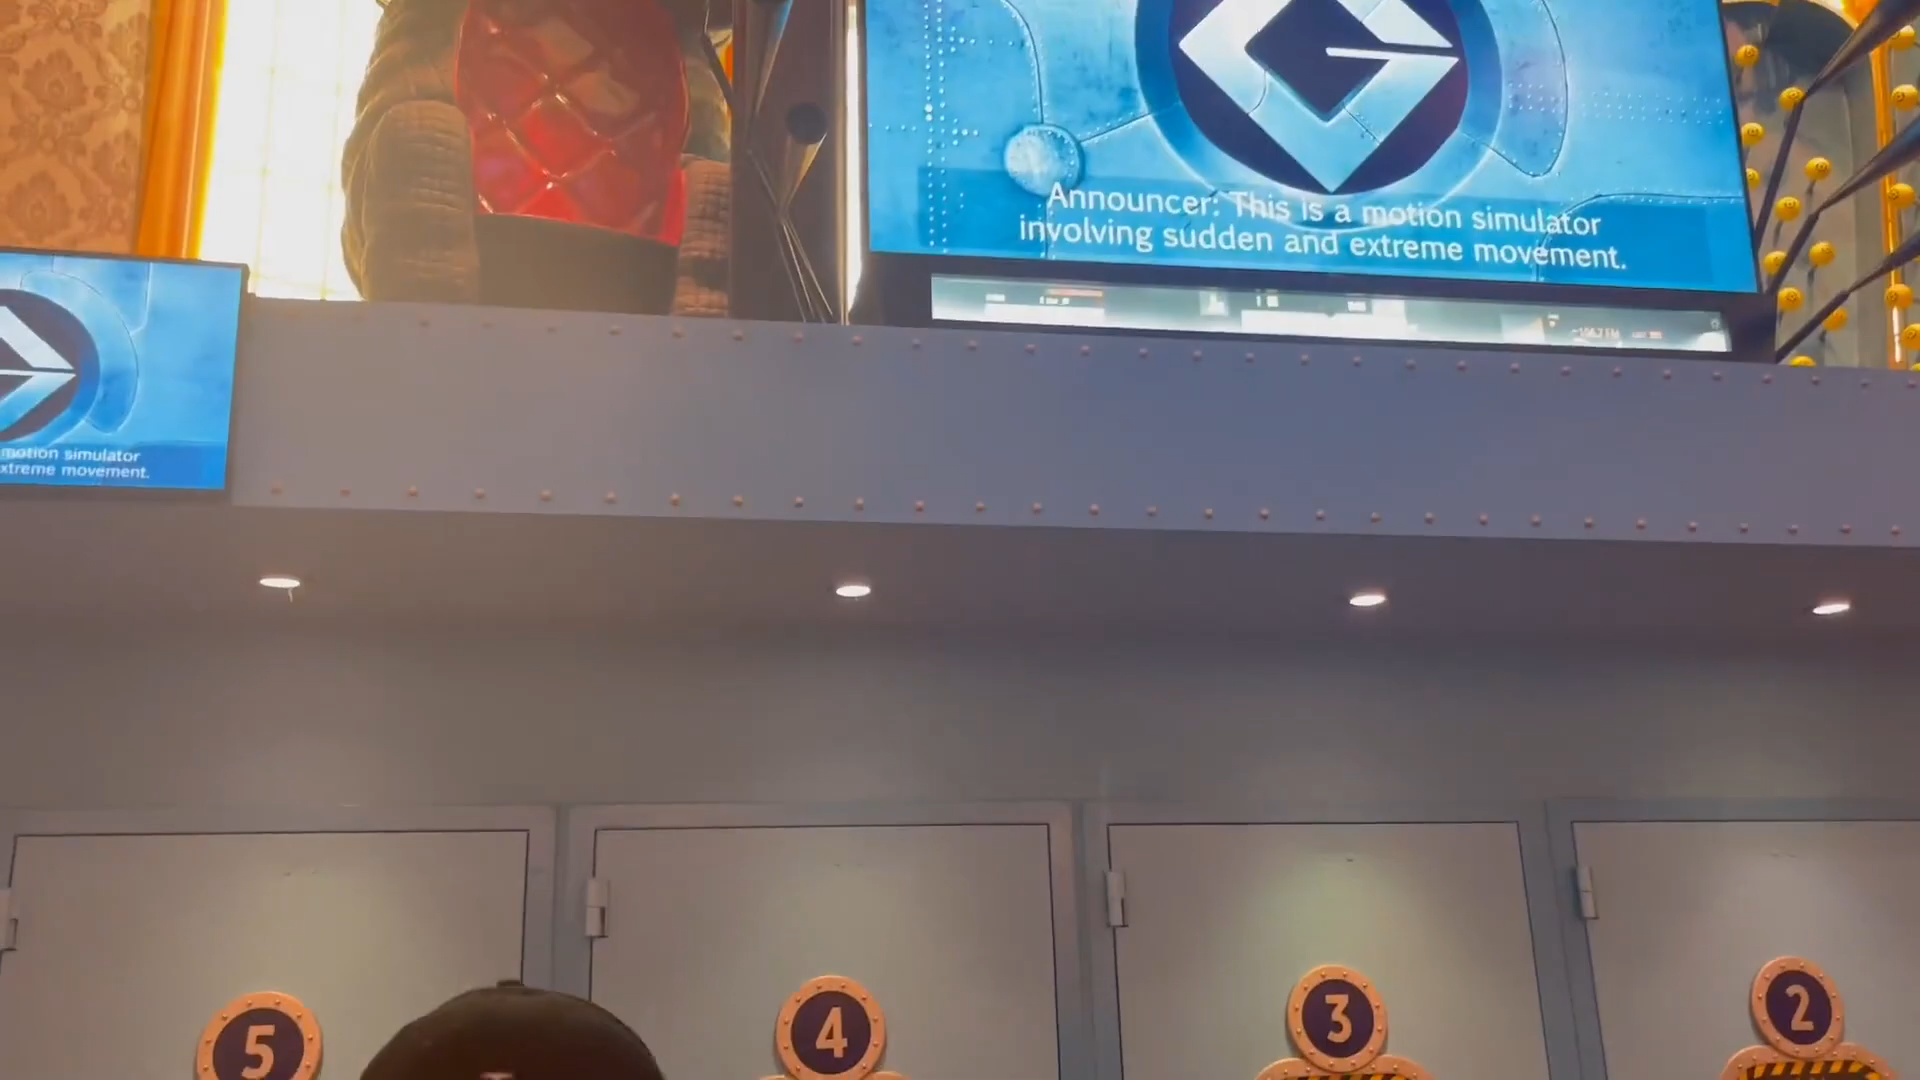 Announcer: This is a motion simulator
involving sudden and extreme movement.
motion simulator
xtreme movement.
5
4
3
2